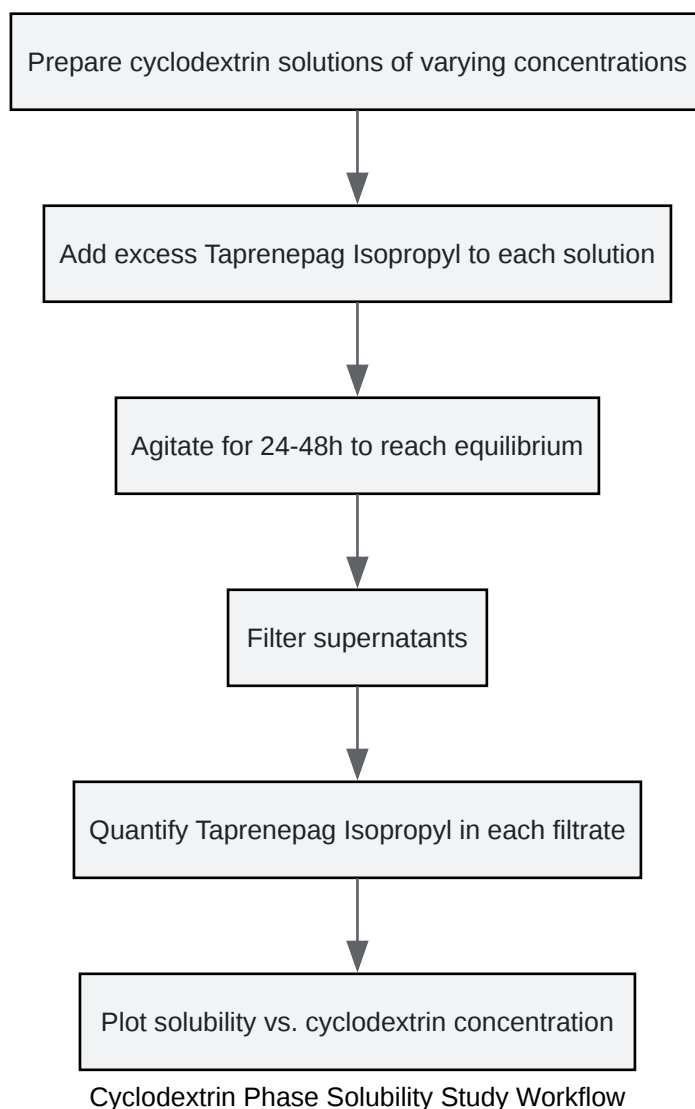 Prepare cyclodextrin solutions of varying concentrations
Add excess Taprenepag Isopropyl to each solution
Agitate for 24-48h to reach equilibrium
Filter supernatants
Quantify Taprenepag Isopropyl in each filtrate
Plot solubility vs. cyclodextrin concentration
Cyclodextrin Phase Solubility Study Workflow